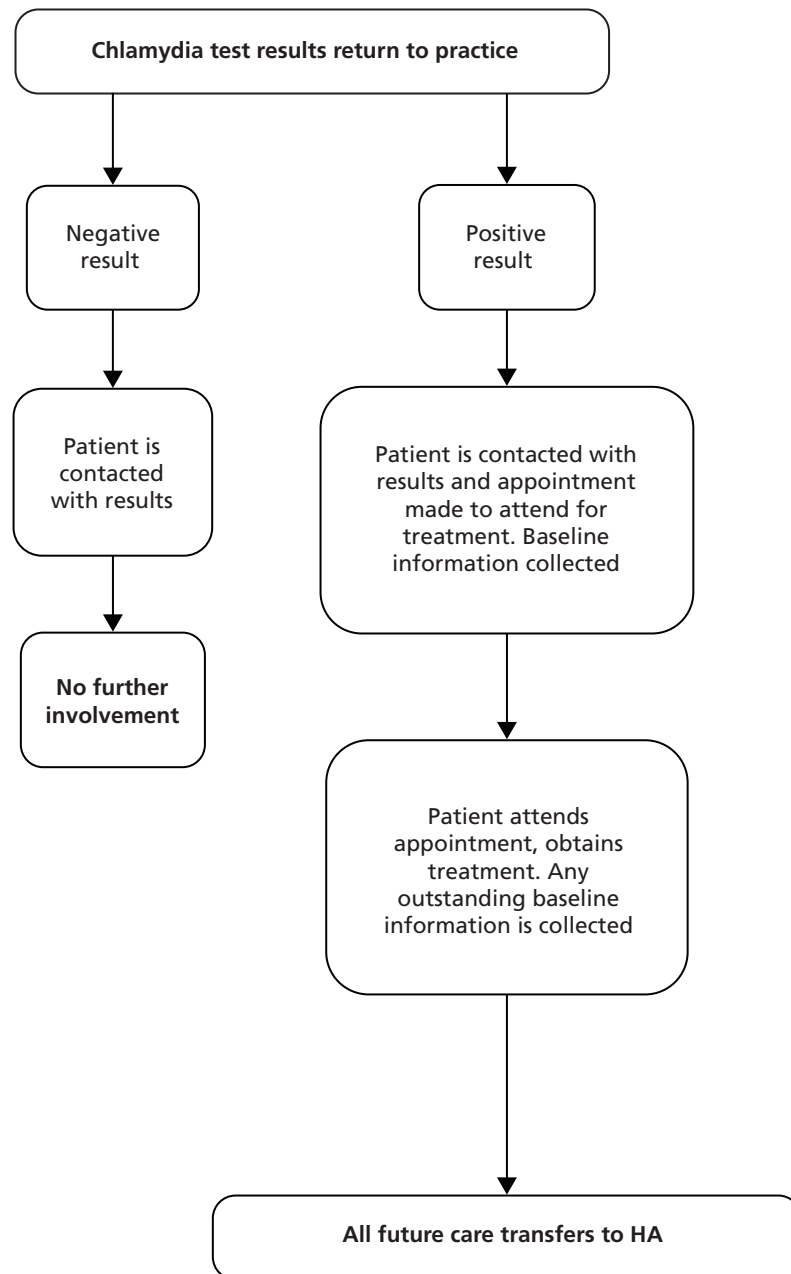 Chlamydia test results return to practice
Negative
result
Positive
result
Patient is
contacted
with results
Patient is contacted with
results and appointment
made to attend for
treatment. Baseline
information collected
No further
involvement
Patient attends
appointment, obtains
treatment. Any
outstanding baseline
information is collected
All future care transfers to HA